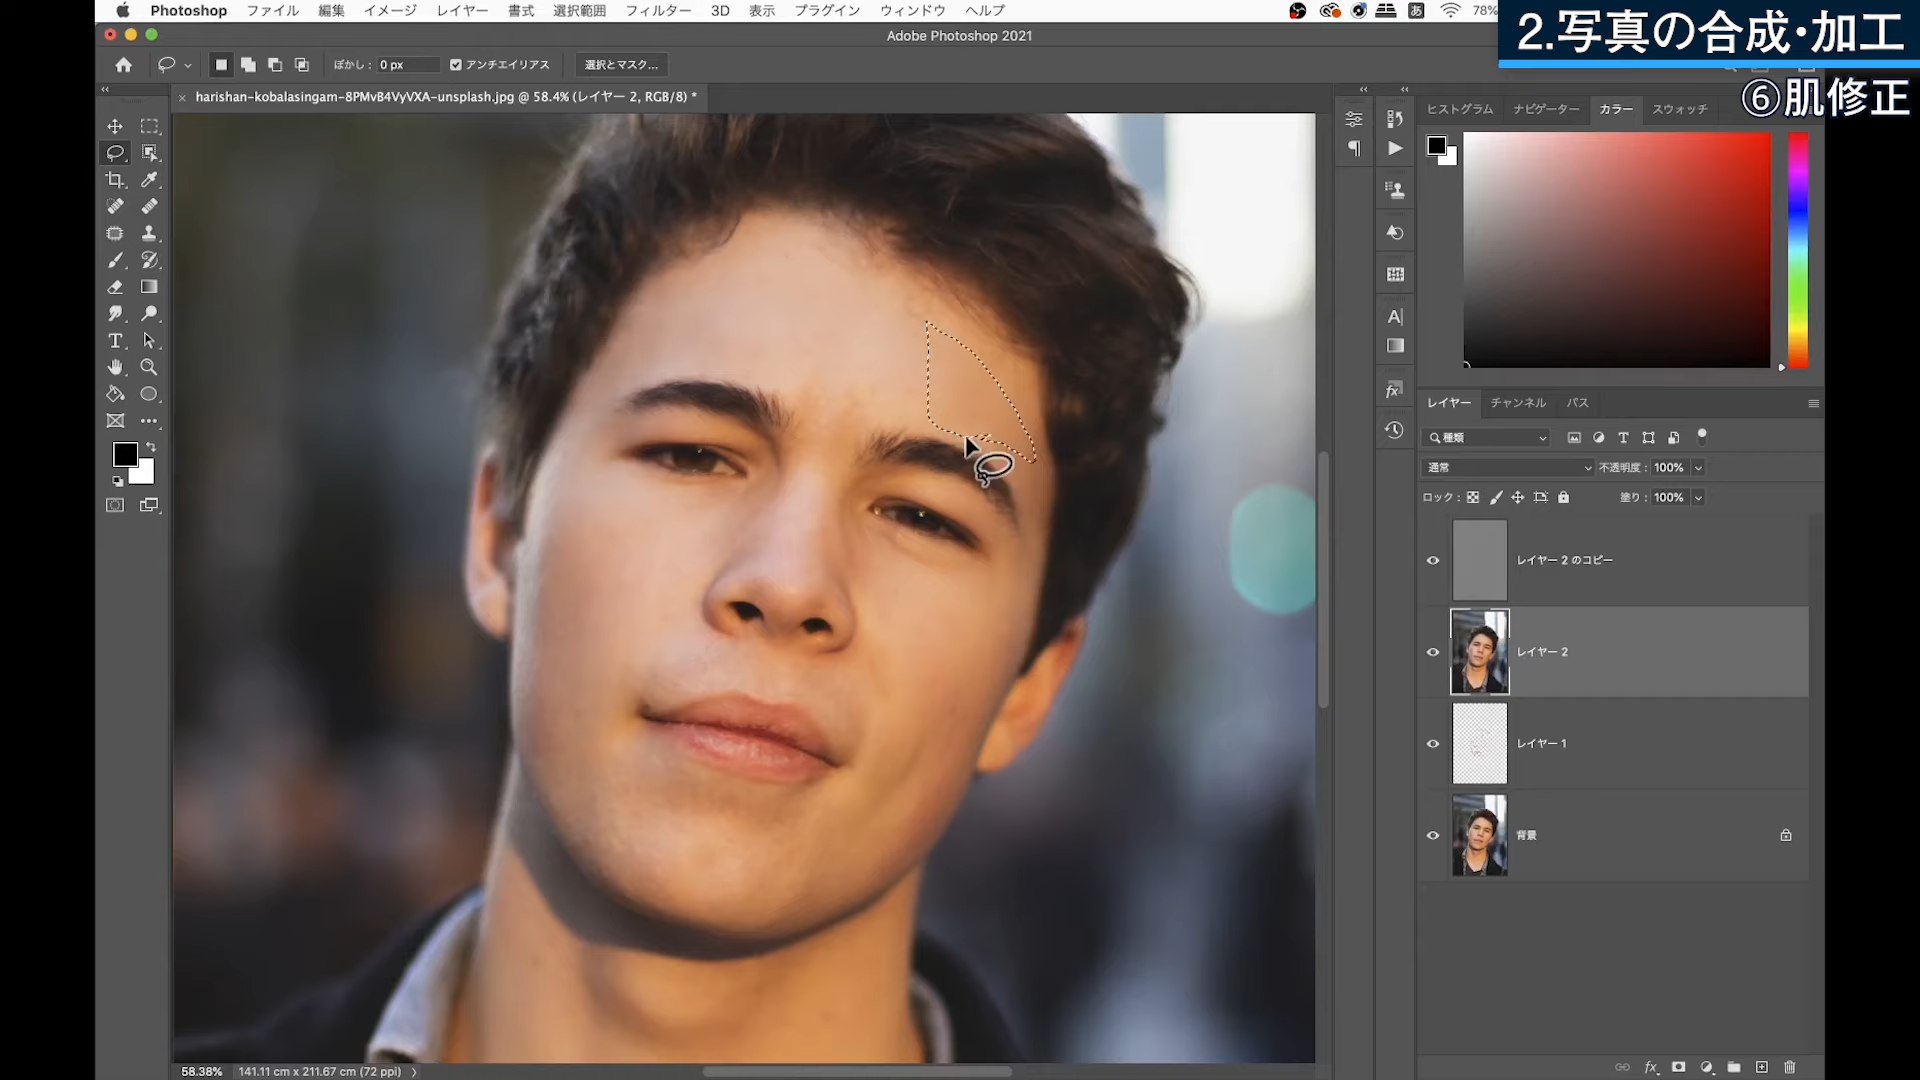 Photoshop ファイル 編集 イメージ レイヤー 書式 選択範囲 フィルター 3D 表示 プラグイン ウィンドウ ヘルプ
あ 78%
2.写真の合成・加工
⑥肌修正
Adobe Photoshop 2021
ぼかし : 0 px アンチエイリアス 選択とマスク...
harishan-kobalasingam-8PMvB4VyVXA-unsplash.jpg @ 58.4% (レイヤー 2, RGB/8) *
ヒストグラム ナビゲーター カラー スウォッチ
レイヤー チャンネル パス
種類
通常 不透明度 : 100%
ロック : 塗り : 100%
レイヤー 2 のコピー
レイヤー 2
レイヤー 1
背景
58.38% 141.11 cm x 211.67 cm (72 ppi)